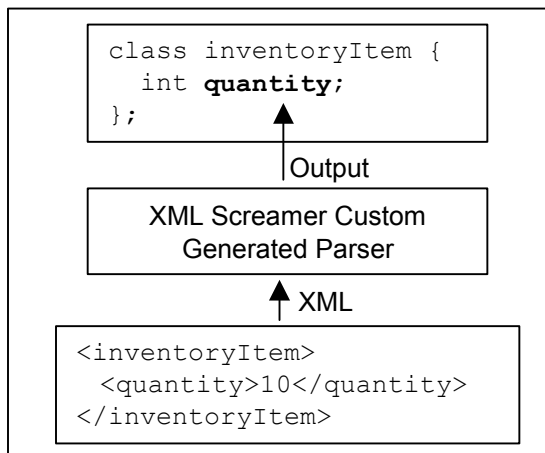 class inventoryItem {
int quantity;
};
Output
XML Screamer Custom
Generated Parser
XML
<inventoryItem>
<quantity>10</quantity>
</inventoryItem>